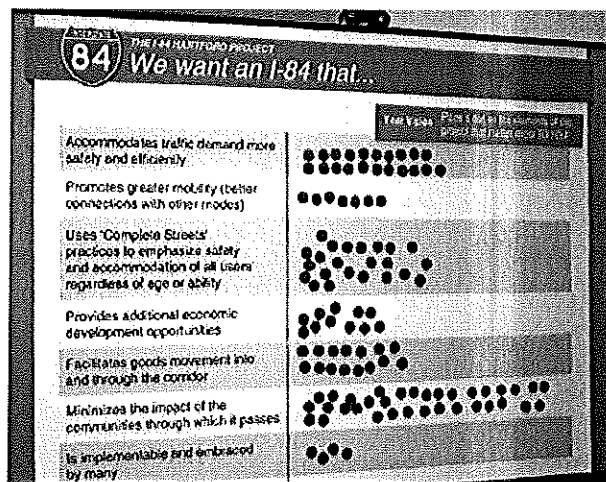 84
THE I-84 HARTFORD PROJECT
We want an I-84 that...
Accommodates traffic demand more
safely and efficiently
Promotes greater mobility (better
connections with other modes)
Uses 'Complete Streets'
practices to emphasize safety
and accommodation of all users
regardless of age or ability
Provides additional economic
development opportunities
Facilitates goods movement into
and through the corridor
Minimizes the impact of the
communities through which it passes
Is implementable and embraced
by many